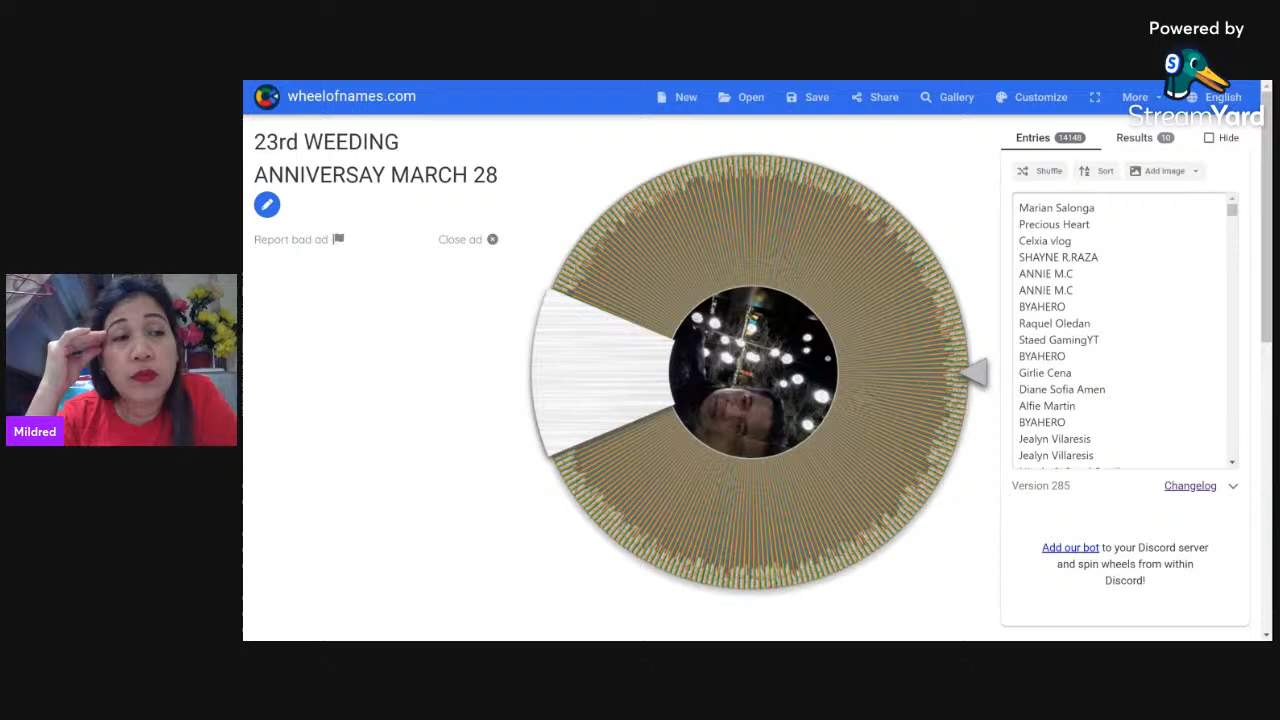 Powered by
StreamYard
wheelofnames.com
New
Open
Save
Share
Gallery
Customize
More
English
23rd WEEDING
ANNIVERSAY MARCH 28
Report bad ad
Close ad
Entries 14148
Results 10
Hide
Shuffle
Sort
Add image
Marian Salonga
Precious Heart
Celxia vlog
SHAYNE R.RAZA
ANNIE M.C
ANNIE M.C
BYAHERO
Raquel Oledan
Staed GamingYT
BYAHERO
Girlie Cena
Diane Sofia Amen
Alfie Martin
BYAHERO
Jealyn Vilaresis
Jealyn Villaresis
Version 285
Changelog
Add our bot to your Discord server
and spin wheels from within
Discord!
Mildred